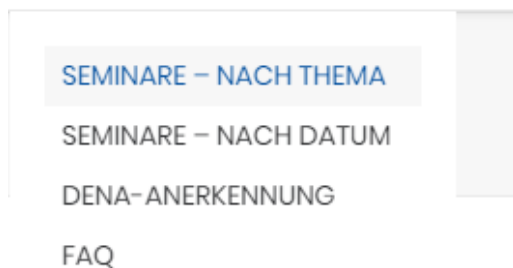 SEMINARE – NACH THEMA
SEMINARE – NACH DATUM
DENA-ANERKENNUNG
FAQ